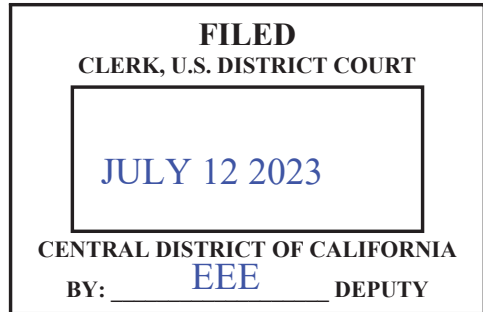 FILED
CLERK, U.S. DISTRICT COURT
JULY 12 2023
CENTRAL DISTRICT OF CALIFORNIA
BY: EEE DEPUTY